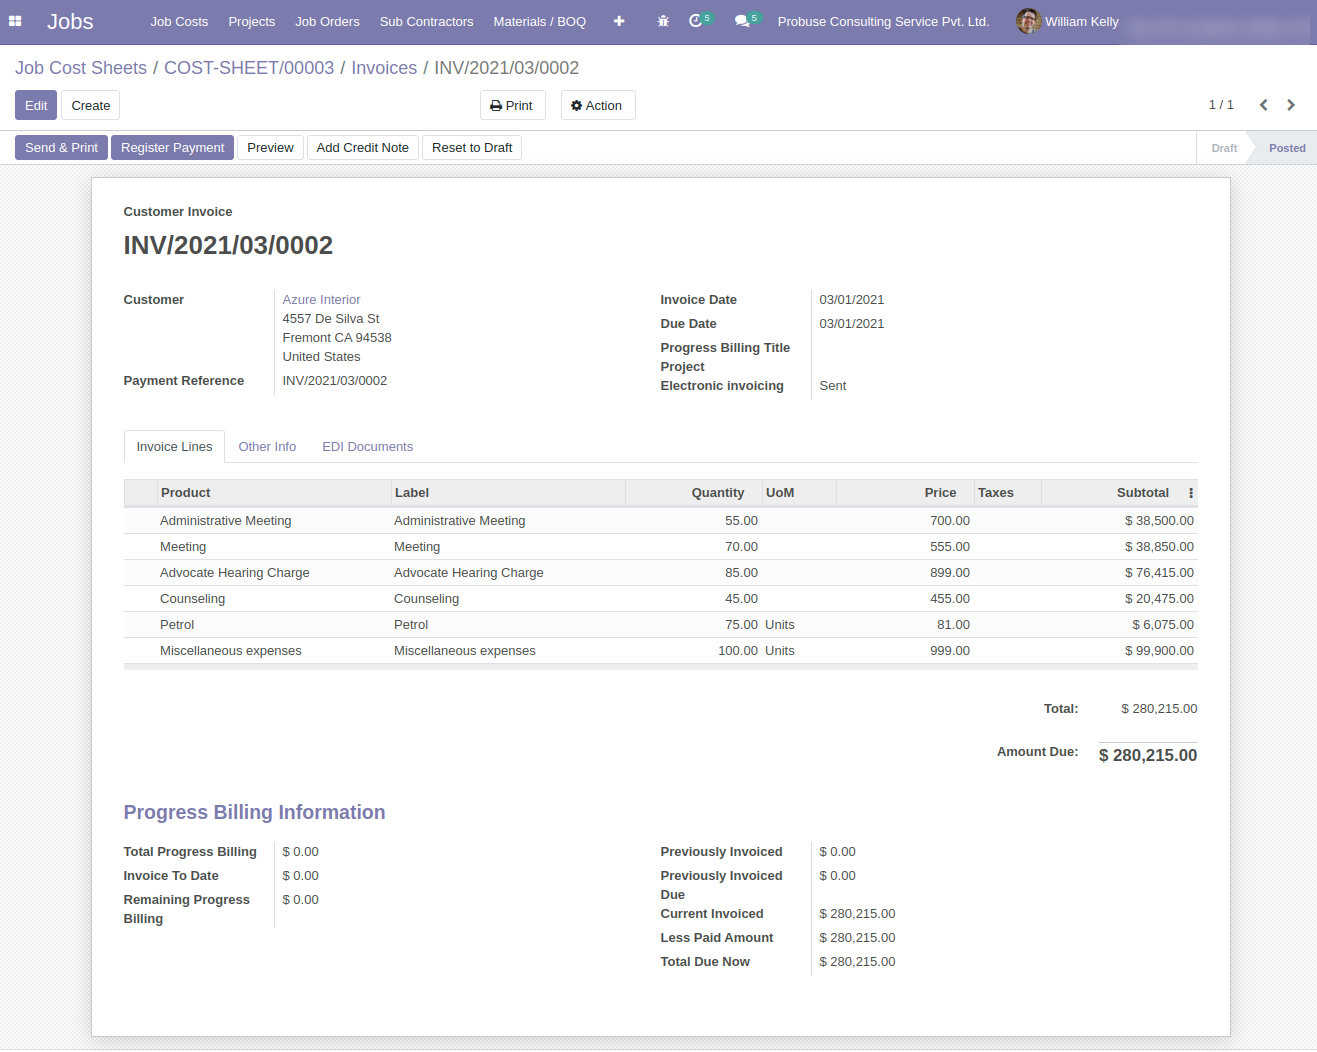 Jobs Job Costs Projects Job Orders Sub Contractors Materials / BOQ 5 5 Probuse Consulting Service Pvt. Ltd. William Kelly
Job Cost Sheets / COST-SHEET/00003 / Invoices / INV/2021/03/0002
Edit Create Print Action 1 / 1
Send & Print Register Payment Preview Add Credit Note Reset to Draft Draft Posted
Customer Invoice
INV/2021/03/0002
Customer Azure Interior
4557 De Silva St
Fremont CA 94538
United States
Payment Reference INV/2021/03/0002
Invoice Date 03/01/2021
Due Date 03/01/2021
Progress Billing Title
Project
Electronic invoicing Sent
Invoice Lines Other Info EDI Documents
Product Label Quantity UoM Price Taxes Subtotal
Administrative Meeting Administrative Meeting 55.00 700.00 $ 38,500.00
Meeting Meeting 70.00 555.00 $ 38,850.00
Advocate Hearing Charge Advocate Hearing Charge 85.00 899.00 $ 76,415.00
Counseling Counseling 45.00 455.00 $ 20,475.00
Petrol Petrol 75.00 Units 81.00 $ 6,075.00
Miscellaneous expenses Miscellaneous expenses 100.00 Units 999.00 $ 99,900.00
Total: $ 280,215.00
Amount Due: $ 280,215.00
Progress Billing Information
Total Progress Billing $ 0.00
Invoice To Date $ 0.00
Remaining Progress $ 0.00
Billing
Previously Invoiced $ 0.00
Previously Invoiced $ 0.00
Due
Current Invoiced $ 280,215.00
Less Paid Amount $ 280,215.00
Total Due Now $ 280,215.00